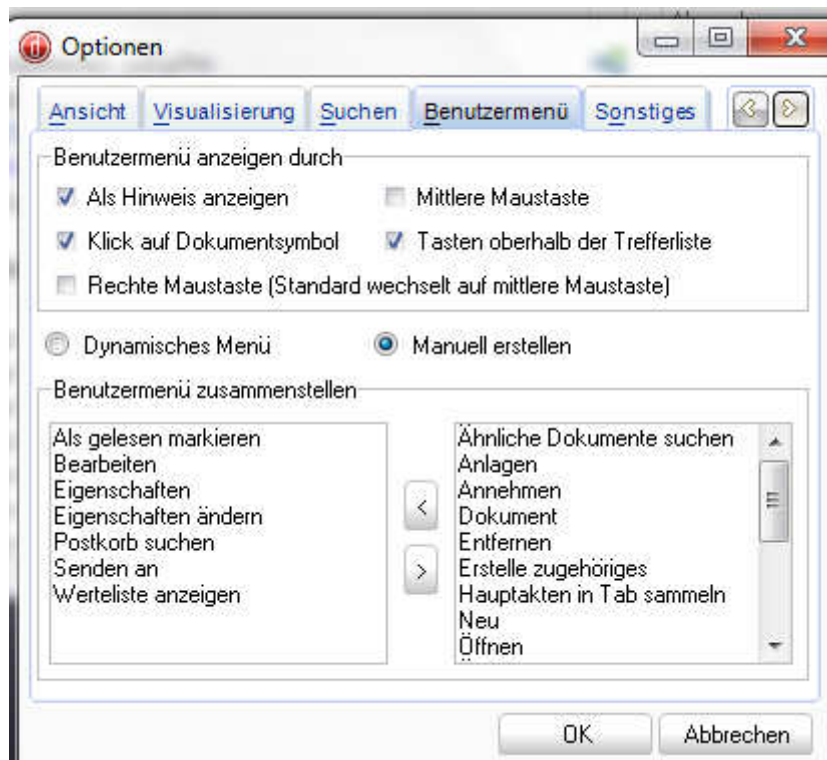 Optionen
Ansicht Visualisierung Suchen Benutzermenü Sonstiges
Benutzermenü anzeigen durch
Als Hinweis anzeigen Mittlere Maustaste
Klick auf Dokumentsymbol Tasten oberhalb der Trefferliste
Rechte Maustaste (Standard wechselt auf mittlere Maustaste)
Dynamisches Menü Manuell erstellen
Benutzermenü zusammenstellen
Als gelesen markieren
Bearbeiten
Eigenschaften
Eigenschaften ändern
Postkorb suchen
Senden an
Werteliste anzeigen
<
>
Ähnliche Dokumente suchen
Anlagen
Annehmen
Dokument
Entfernen
Erstelle zugehöriges
Hauptakten in Tab sammeln
Neu
Öffnen
OK Abbrechen